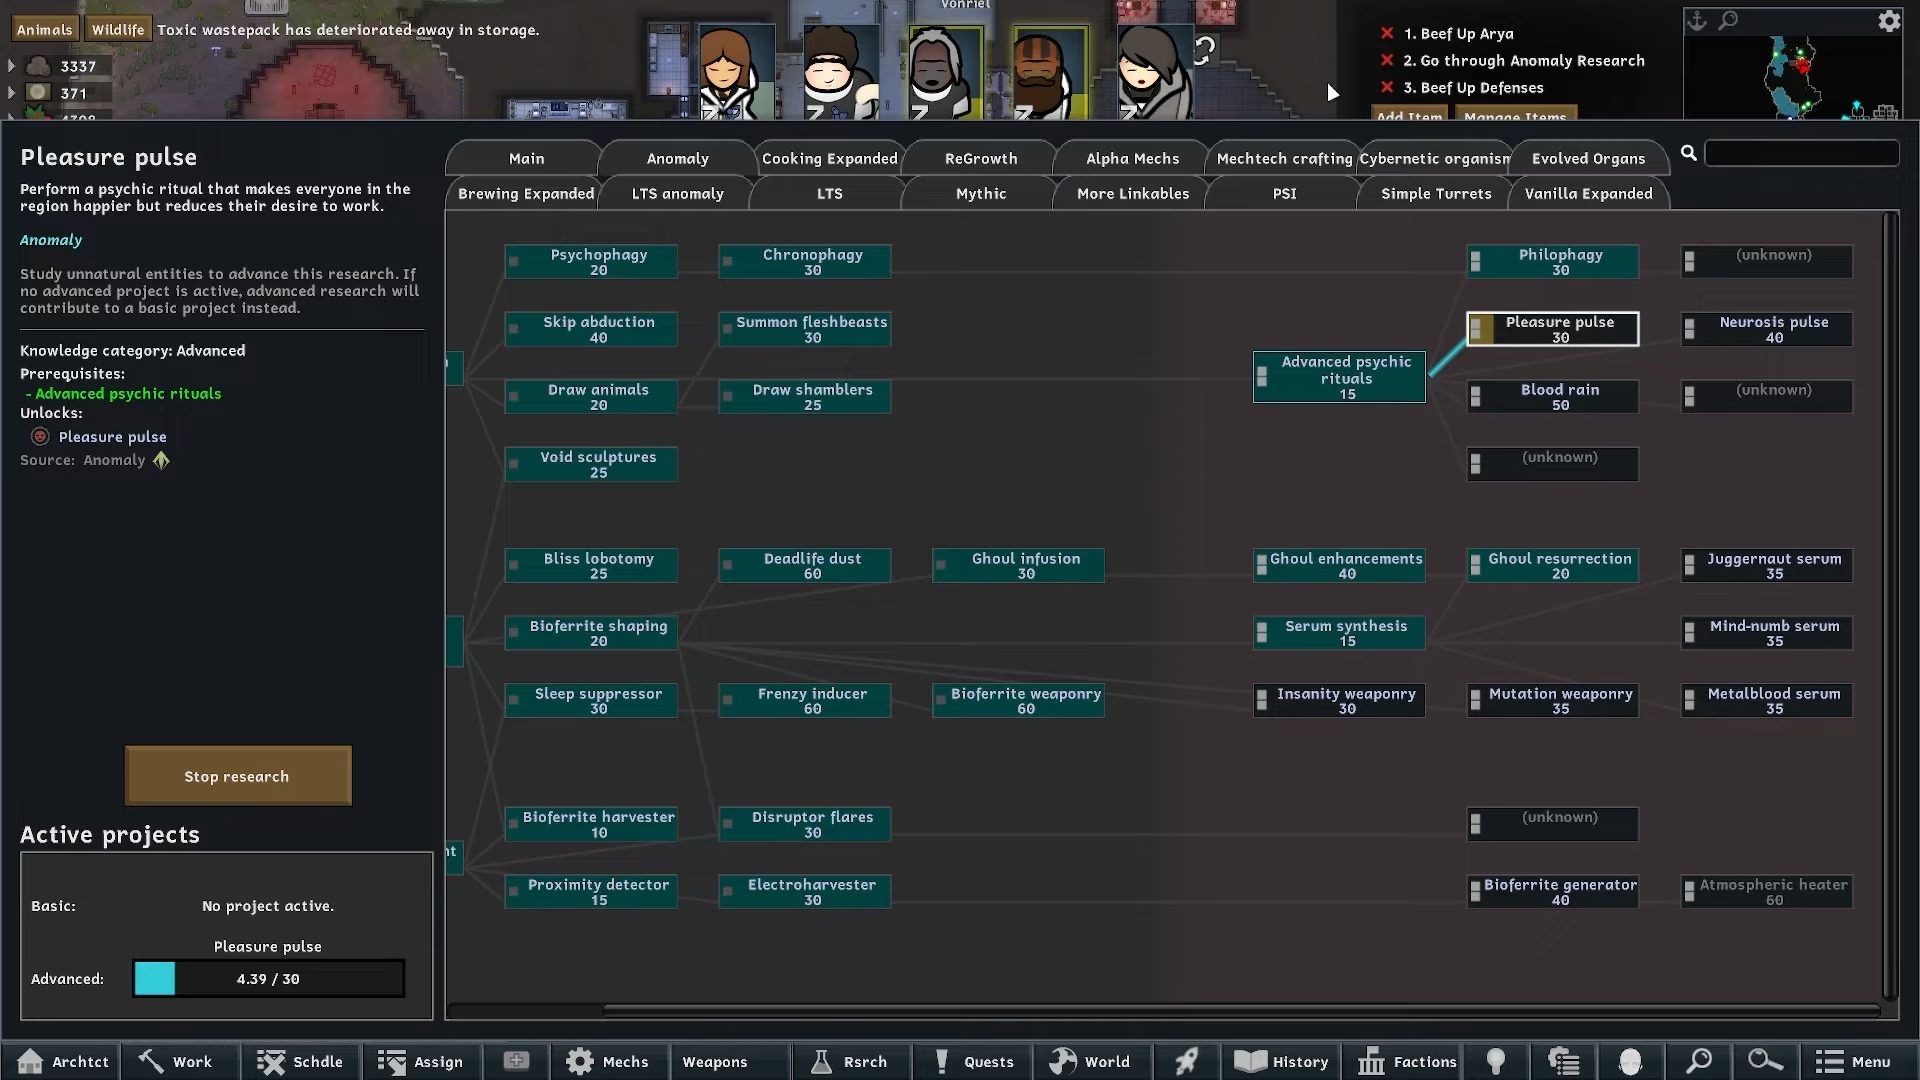 Vonriel
Animals
Wildlife
Toxic wastepack has deteriorated away in storage.
3337
371
Z
Z
Z
Z
Z
1. Beef Up Arya
2. Go through Anomaly Research
3. Beef Up Defenses
Add Item
Manage Items
Pleasure pulse
Perform a psychic ritual that makes everyone in the
region happier but reduces their desire to work.
Anomaly
Study unnatural entities to advance this research. If
no advanced project is active, advanced research will
contribute to a basic project instead.
Knowledge category: Advanced
Prerequisites:
- Advanced psychic rituals
Unlocks:
Pleasure pulse
Source: Anomaly
Stop research
Active projects
Basic:
No project active.
Pleasure pulse
Advanced:
4.39 / 30
Main
Anomaly
Cooking Expanded
ReGrowth
Alpha Mechs
Mechtech crafting
Cybernetic organism
Evolved Organs
Brewing Expanded
LTS anomaly
LTS
Mythic
More Linkables
PSI
Simple Turrets
Vanilla Expanded
Psychophagy
20
Chronophagy
30
Philophagy
30
(unknown)
Skip abduction
40
Summon fleshbeasts
30
Pleasure pulse
30
Neurosis pulse
40
Advanced psychic
rituals
15
Draw animals
20
Draw shamblers
25
Blood rain
50
(unknown)
Void sculptures
25
(unknown)
Bliss lobotomy
25
Deadlife dust
60
Ghoul infusion
30
Ghoul enhancements
40
Ghoul resurrection
20
Juggernaut serum
35
Bioferrite shaping
20
Serum synthesis
15
Mind-numb serum
35
Sleep suppressor
30
Frenzy inducer
60
Bioferrite weaponry
60
Insanity weaponry
30
Mutation weaponry
35
Metalblood serum
35
Bioferrite harvester
10
Disruptor flares
30
(unknown)
nt
Proximity detector
15
Electroharvester
30
Bioferrite generator
40
Atmospheric heater
60
Archtct
Work
Schdle
Assign
Mechs
Weapons
Rsrch
Quests
World
History
Factions
Menu